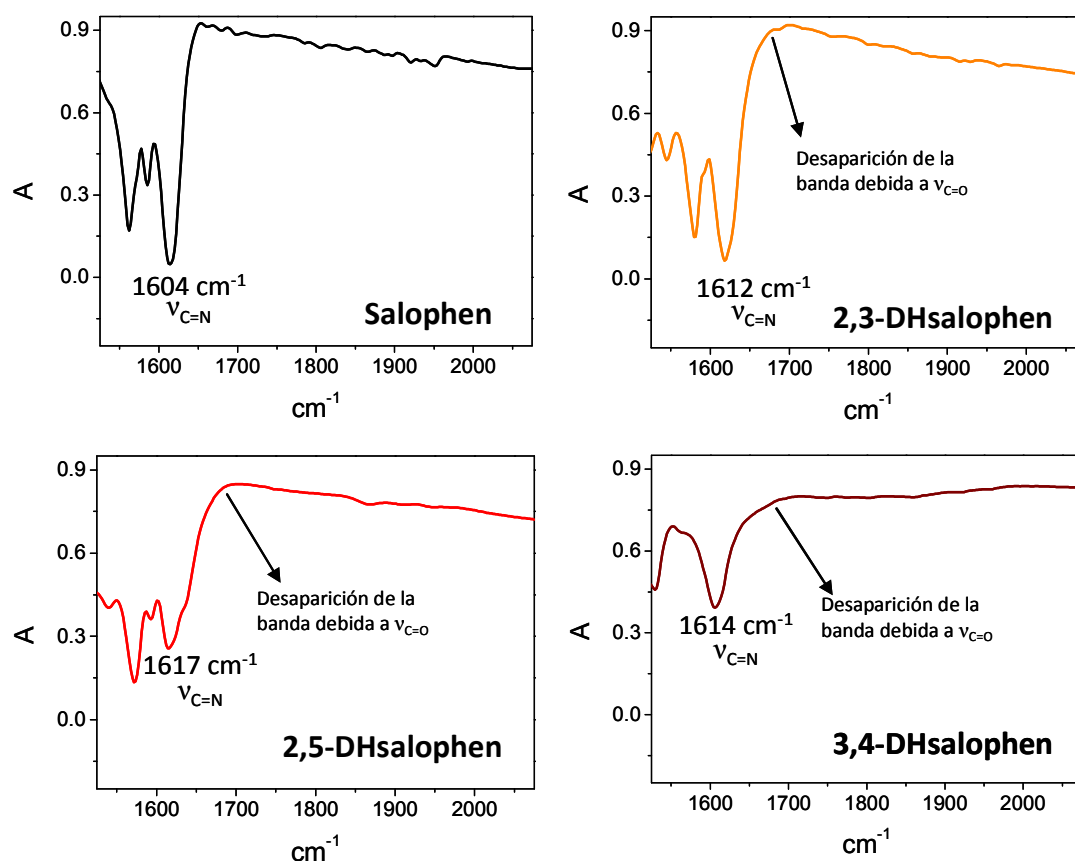 0.9
0.6
0.3
0.0
A
1604 cm⁻¹
νC=N
Salophen
1600 1700 1800 1900 2000
cm⁻¹
0.9
0.6
0.3
0.0
A
Desaparición de la
banda debida a νC=O
1612 cm⁻¹
νC=N
2,3-DHsalophen
1600 1700 1800 1900 2000
cm⁻¹
0.9
0.6
0.3
0.0
A
Desaparición de la
banda debida a νC=O
1617 cm⁻¹
νC=N
2,5-DHsalophen
1600 1700 1800 1900 2000
cm⁻¹
0.9
0.6
0.3
0.0
A
Desaparición de la
banda debida a νC=O
1614 cm⁻¹
νC=N
3,4-DHsalophen
1600 1700 1800 1900 2000
cm⁻¹